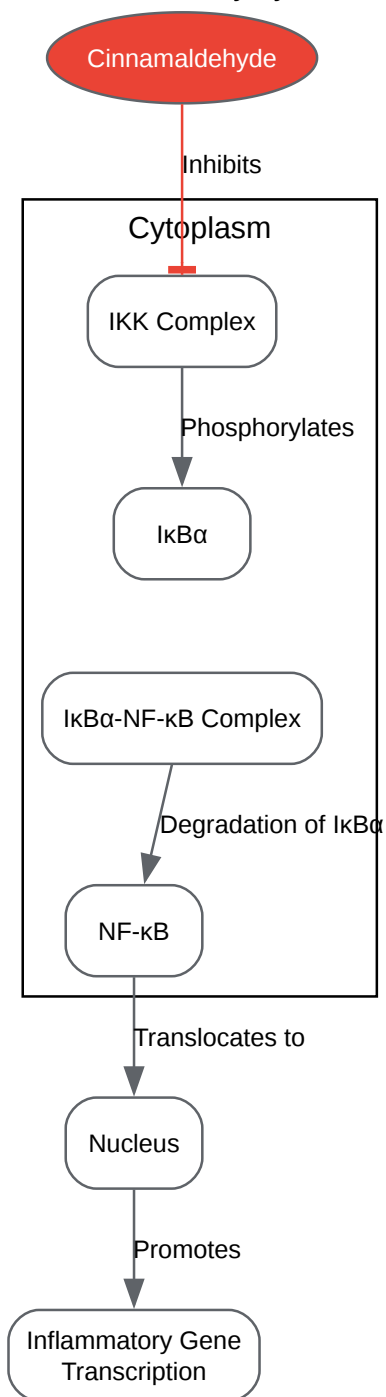 Cinnamaldehyde
Inhibits
Cytoplasm
IKK Complex
Phosphorylates
IκBα
IκBα-NF-κB Complex
Degradation of IκBα
NF-κB
Translocates to
Nucleus
Promotes
Inflammatory Gene
Transcription